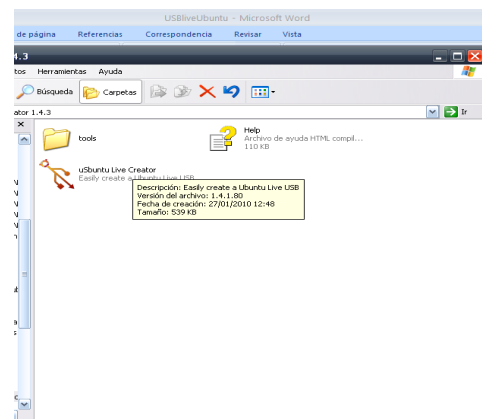 USBliveUbuntu - Microsoft Word
de página Referencias Correspondencia Revisar Vista
4.3
tos Herramientas Ayuda
Búsqueda Carpetas
ator 1.4.3 Ir
tools
Help
Archivo de ayuda HTML compil...
110 KB
uSbuntu Live Creator
Easily create a Ubuntu Live USB
Descripción: Easily create a Ubuntu Live USB
Versión del archivo: 1.4.1.80
Fecha de creación: 27/01/2010 12:48
Tamaño: 539 KB